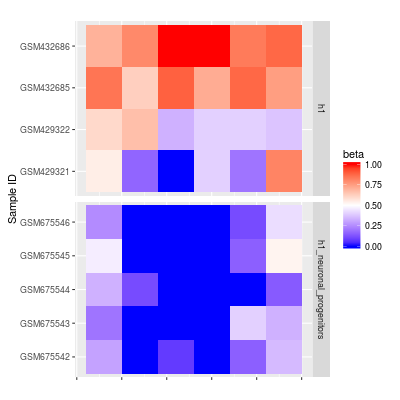 GSM432686
GSM432685
GSM429322
GSM429321
h1
GSM675546
GSM675545
GSM675544
GSM675543
GSM675542
h1_neuronal_progenitors
Sample ID
beta
1.00
0.75
0.50
0.25
0.00